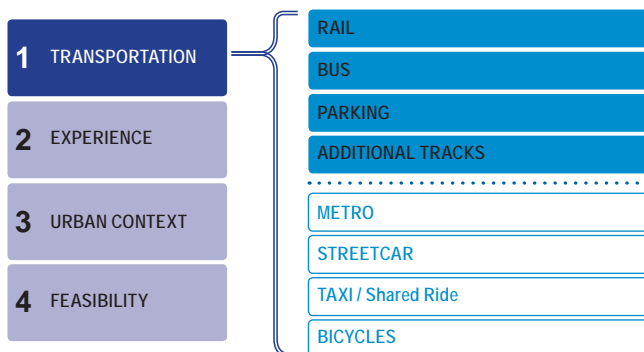 1 TRANSPORTATION
2 EXPERIENCE
3 URBAN CONTEXT
4 FEASIBILITY
RAIL
BUS
PARKING
ADDITIONAL TRACKS
METRO
STREETCAR
TAXI / Shared Ride
BICYCLES